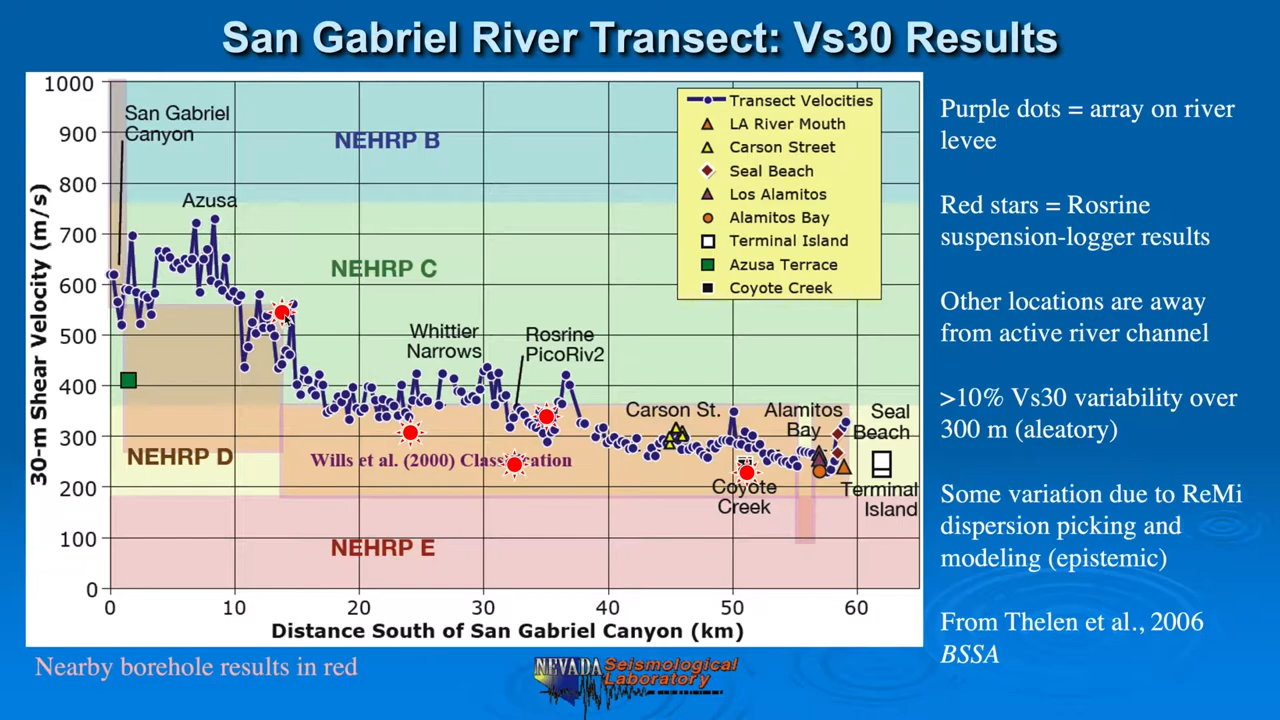 San Gabriel River Transect: Vs30 Results
30-m Shear Velocity (m/s)
1000
900
800
700
600
500
400
300
200
100
0
0
10
20
30
40
50
60
Distance South of San Gabriel Canyon (km)
San Gabriel
Canyon
Azusa
NEHRP B
NEHRP C
NEHRP D
NEHRP E
Whittier
Narrows
Rosrine
PicoRiv2
Wills et al. (2000) Classification
Carson St.
Alamitos
Bay
Seal
Beach
Coyote
Creek
Terminal
Island
Transect Velocities
LA River Mouth
Carson Street
Seal Beach
Los Alamitos
Alamitos Bay
Terminal Island
Azusa Terrace
Coyote Creek
Purple dots = array on river
levee
Red stars = Rosrine
suspension-logger results
Other locations are away
from active river channel
>10% Vs30 variability over
300 m (aleatory)
Some variation due to ReMi
dispersion picking and
modeling (epistemic)
From Thelen et al., 2006
BSSA
Nearby borehole results in red
NEVADA Seismological
Laboratory